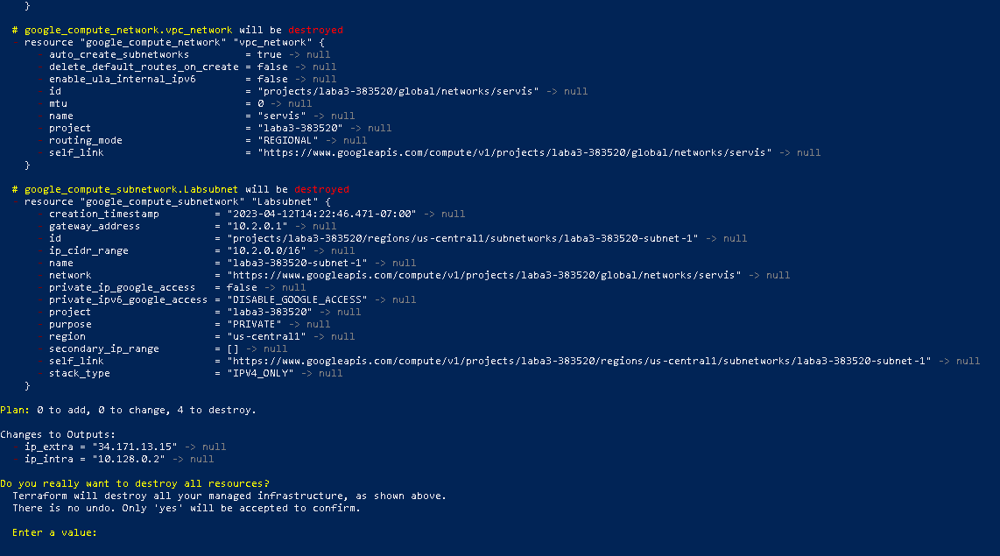 }
# google_compute_network.vpc_network will be destroyed
- resource "google_compute_network" "vpc_network" {
- auto_create_subnetworks = true -> null
- delete_default_routes_on_create = false -> null
- enable_ula_internal_ipv6 = false -> null
- id = "projects/laba3-383520/global/networks/servis" -> null
- mtu = 0 -> null
- name = "servis" -> null
- project = "laba3-383520" -> null
- routing_mode = "REGIONAL" -> null
- self_link = "https://www.googleapis.com/compute/v1/projects/laba3-383520/global/networks/servis" -> null
}
# google_compute_subnetwork.Labsubnet will be destroyed
- resource "google_compute_subnetwork" "Labsubnet" {
- creation_timestamp = "2023-04-12T14:22:46.471-07:00" -> null
- gateway_address = "10.2.0.1" -> null
- id = "projects/laba3-383520/regions/us-central1/subnetworks/laba3-383520-subnet-1" -> null
- ip_cidr_range = "10.2.0.0/16" -> null
- name = "laba3-383520-subnet-1" -> null
- network = "https://www.googleapis.com/compute/v1/projects/laba3-383520/global/networks/servis" -> null
- private_ip_google_access = false -> null
- private_ipv6_google_access = "DISABLE_GOOGLE_ACCESS" -> null
- project = "laba3-383520" -> null
- purpose = "PRIVATE" -> null
- region = "us-central1" -> null
- secondary_ip_range = [] -> null
- self_link = "https://www.googleapis.com/compute/v1/projects/laba3-383520/regions/us-central1/subnetworks/laba3-383520-subnet-1" -> null
- stack_type = "IPV4_ONLY" -> null
}
Plan: 0 to add, 0 to change, 4 to destroy.
Changes to Outputs:
- ip_extra = "34.171.13.15" -> null
- ip_intra = "10.128.0.2" -> null
Do you really want to destroy all resources?
Terraform will destroy all your managed infrastructure, as shown above.
There is no undo. Only 'yes' will be accepted to confirm.
Enter a value: